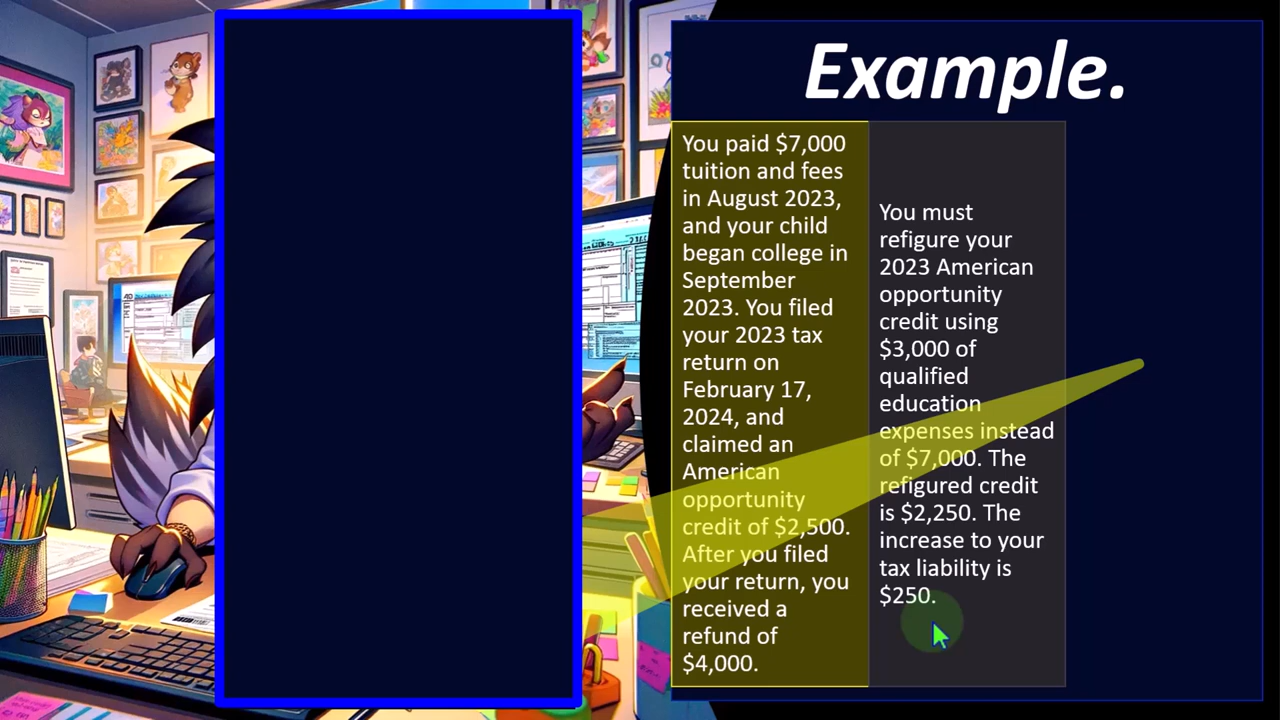 Example.
You paid $7,000
tuition and fees
in August 2023,
and your child
began college in
September
2023. You filed
your 2023 tax
return on
February 17,
2024, and
claimed an
American
opportunity
credit of $2,500.
After you filed
your return, you
received a
refund of
$4,000.
You must
refigure your
2023 American
opportunity
credit using
$3,000 of
qualified
education
expenses instead
of $7,000. The
refigured credit
is $2,250. The
increase to your
tax liability is
$250.